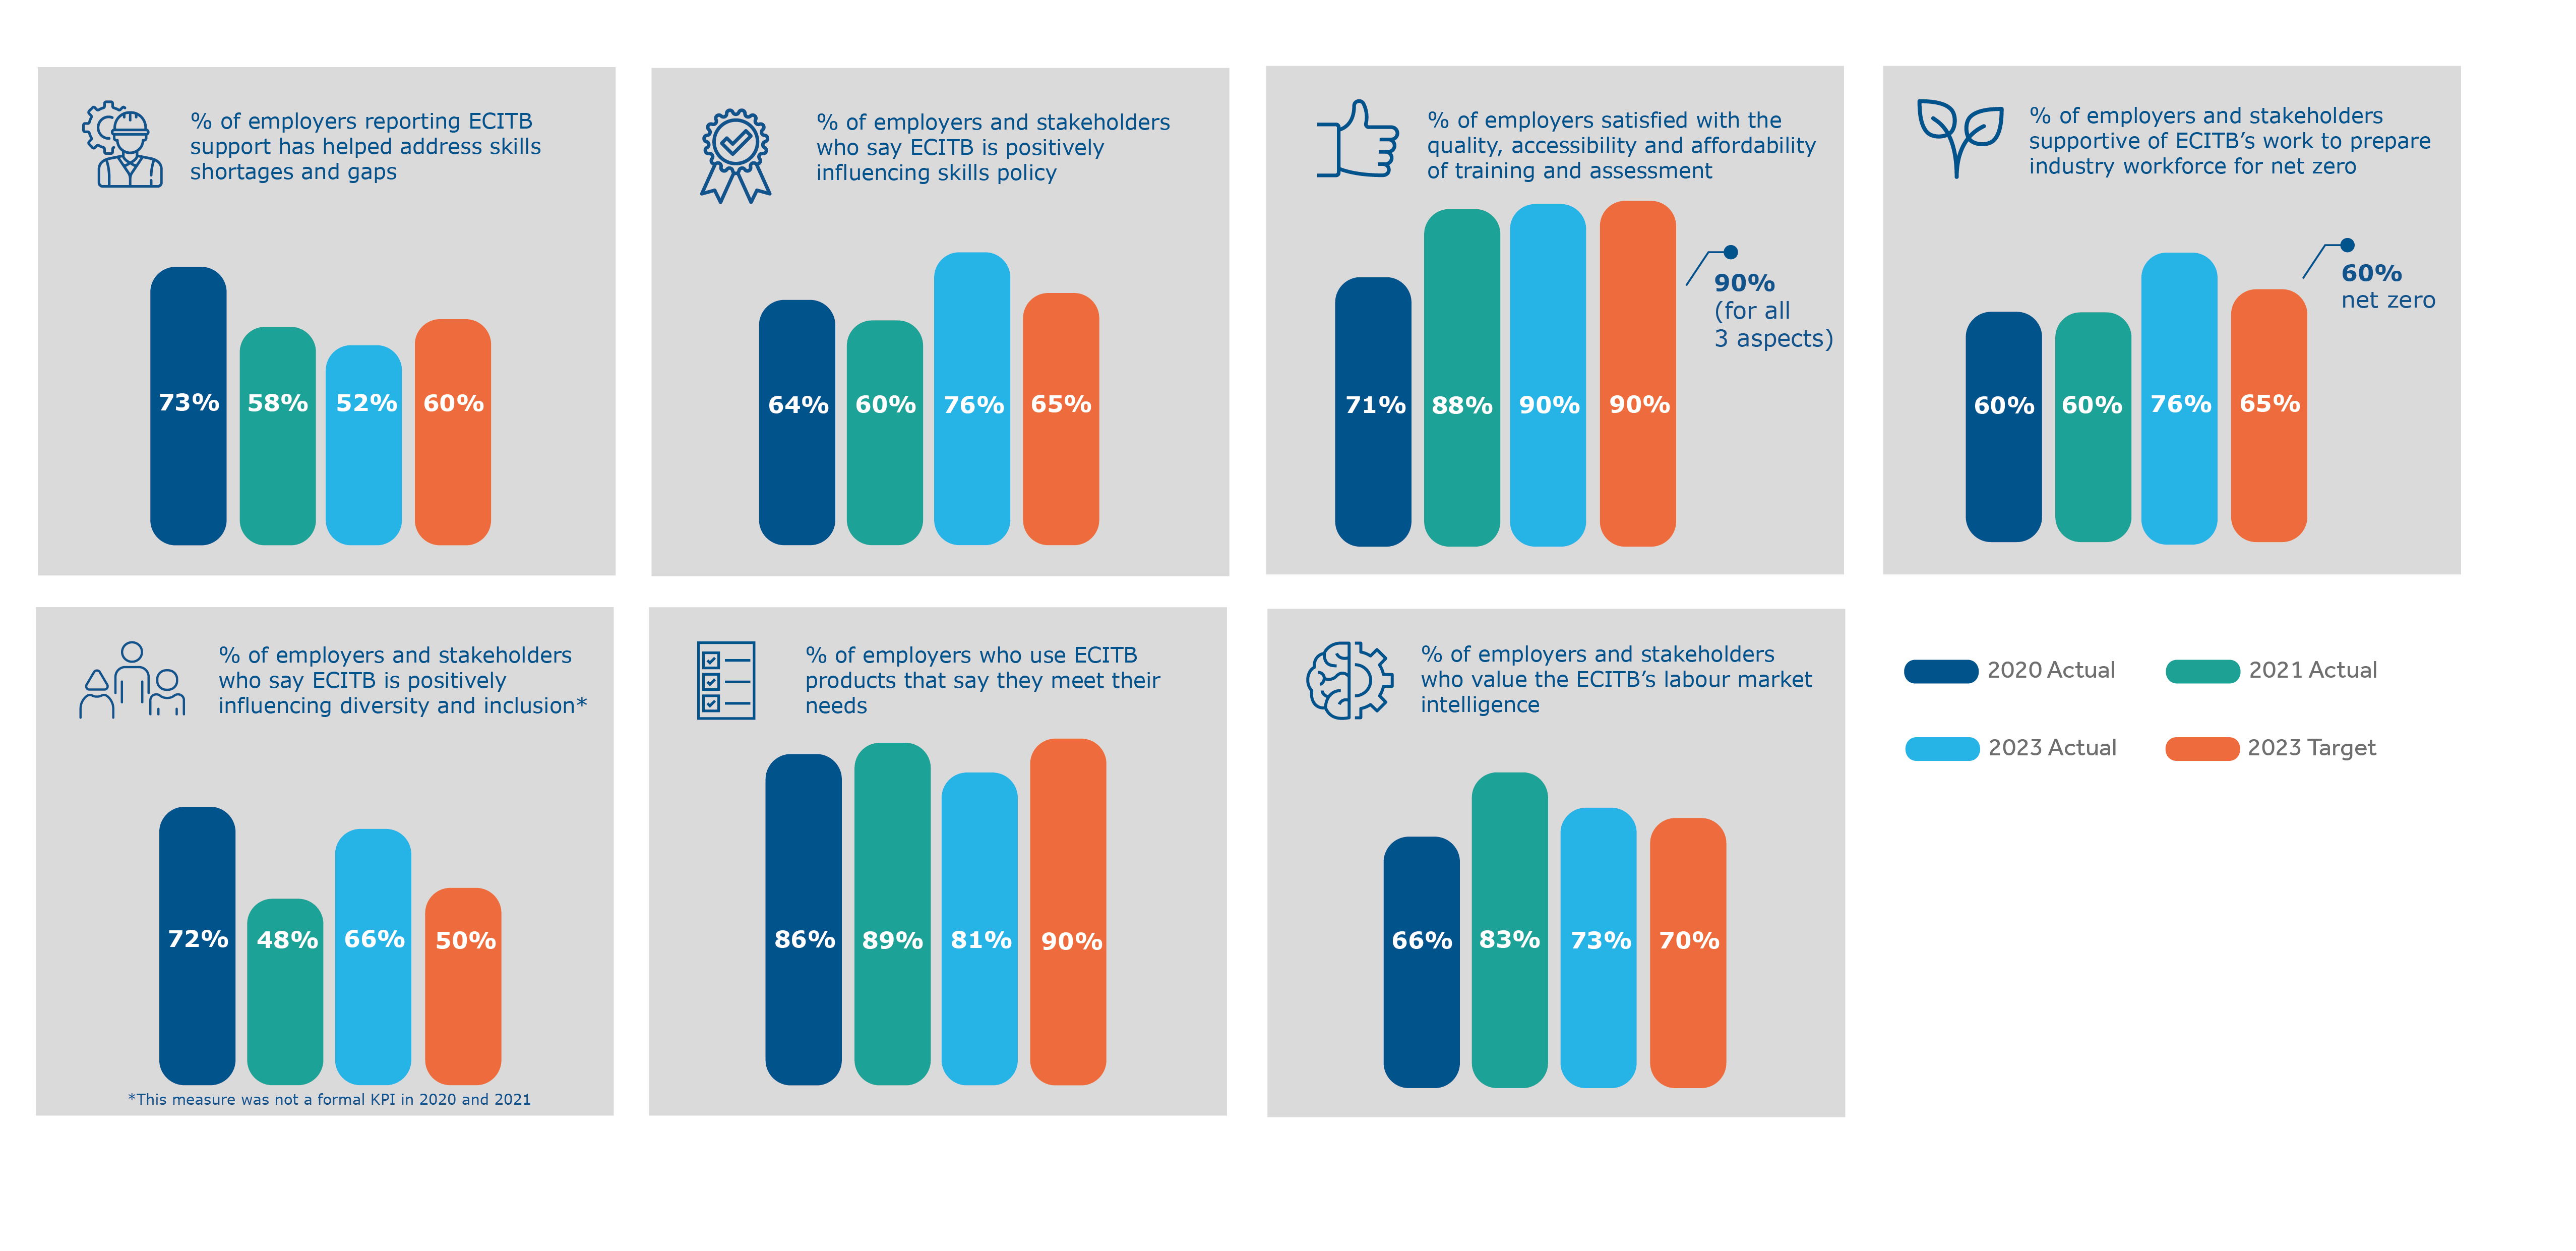 % of employers reporting ECITB
support has helped address skills
shortages and gaps
73% 58% 52% 60%
% of employers and stakeholders
who say ECITB is positively
influencing skills policy
64% 60% 76% 65%
% of employers satisfied with the
quality, accessibility and affordability
of training and assessment
90%
(for all
3 aspects)
71% 88% 90% 90%
% of employers and stakeholders
supportive of ECITB’s work to prepare
industry workforce for net zero
60%
net zero
60% 60% 76% 65%
% of employers and stakeholders
who say ECITB is positively
influencing diversity and inclusion*
72% 48% 66% 50%
*This measure was not a formal KPI in 2020 and 2021
% of employers who use ECITB
products that say they meet their
needs
86% 89% 81% 90%
% of employers and stakeholders
who value the ECITB’s labour market
intelligence
66% 83% 73% 70%
2020 Actual 2021 Actual
2023 Actual 2023 Target